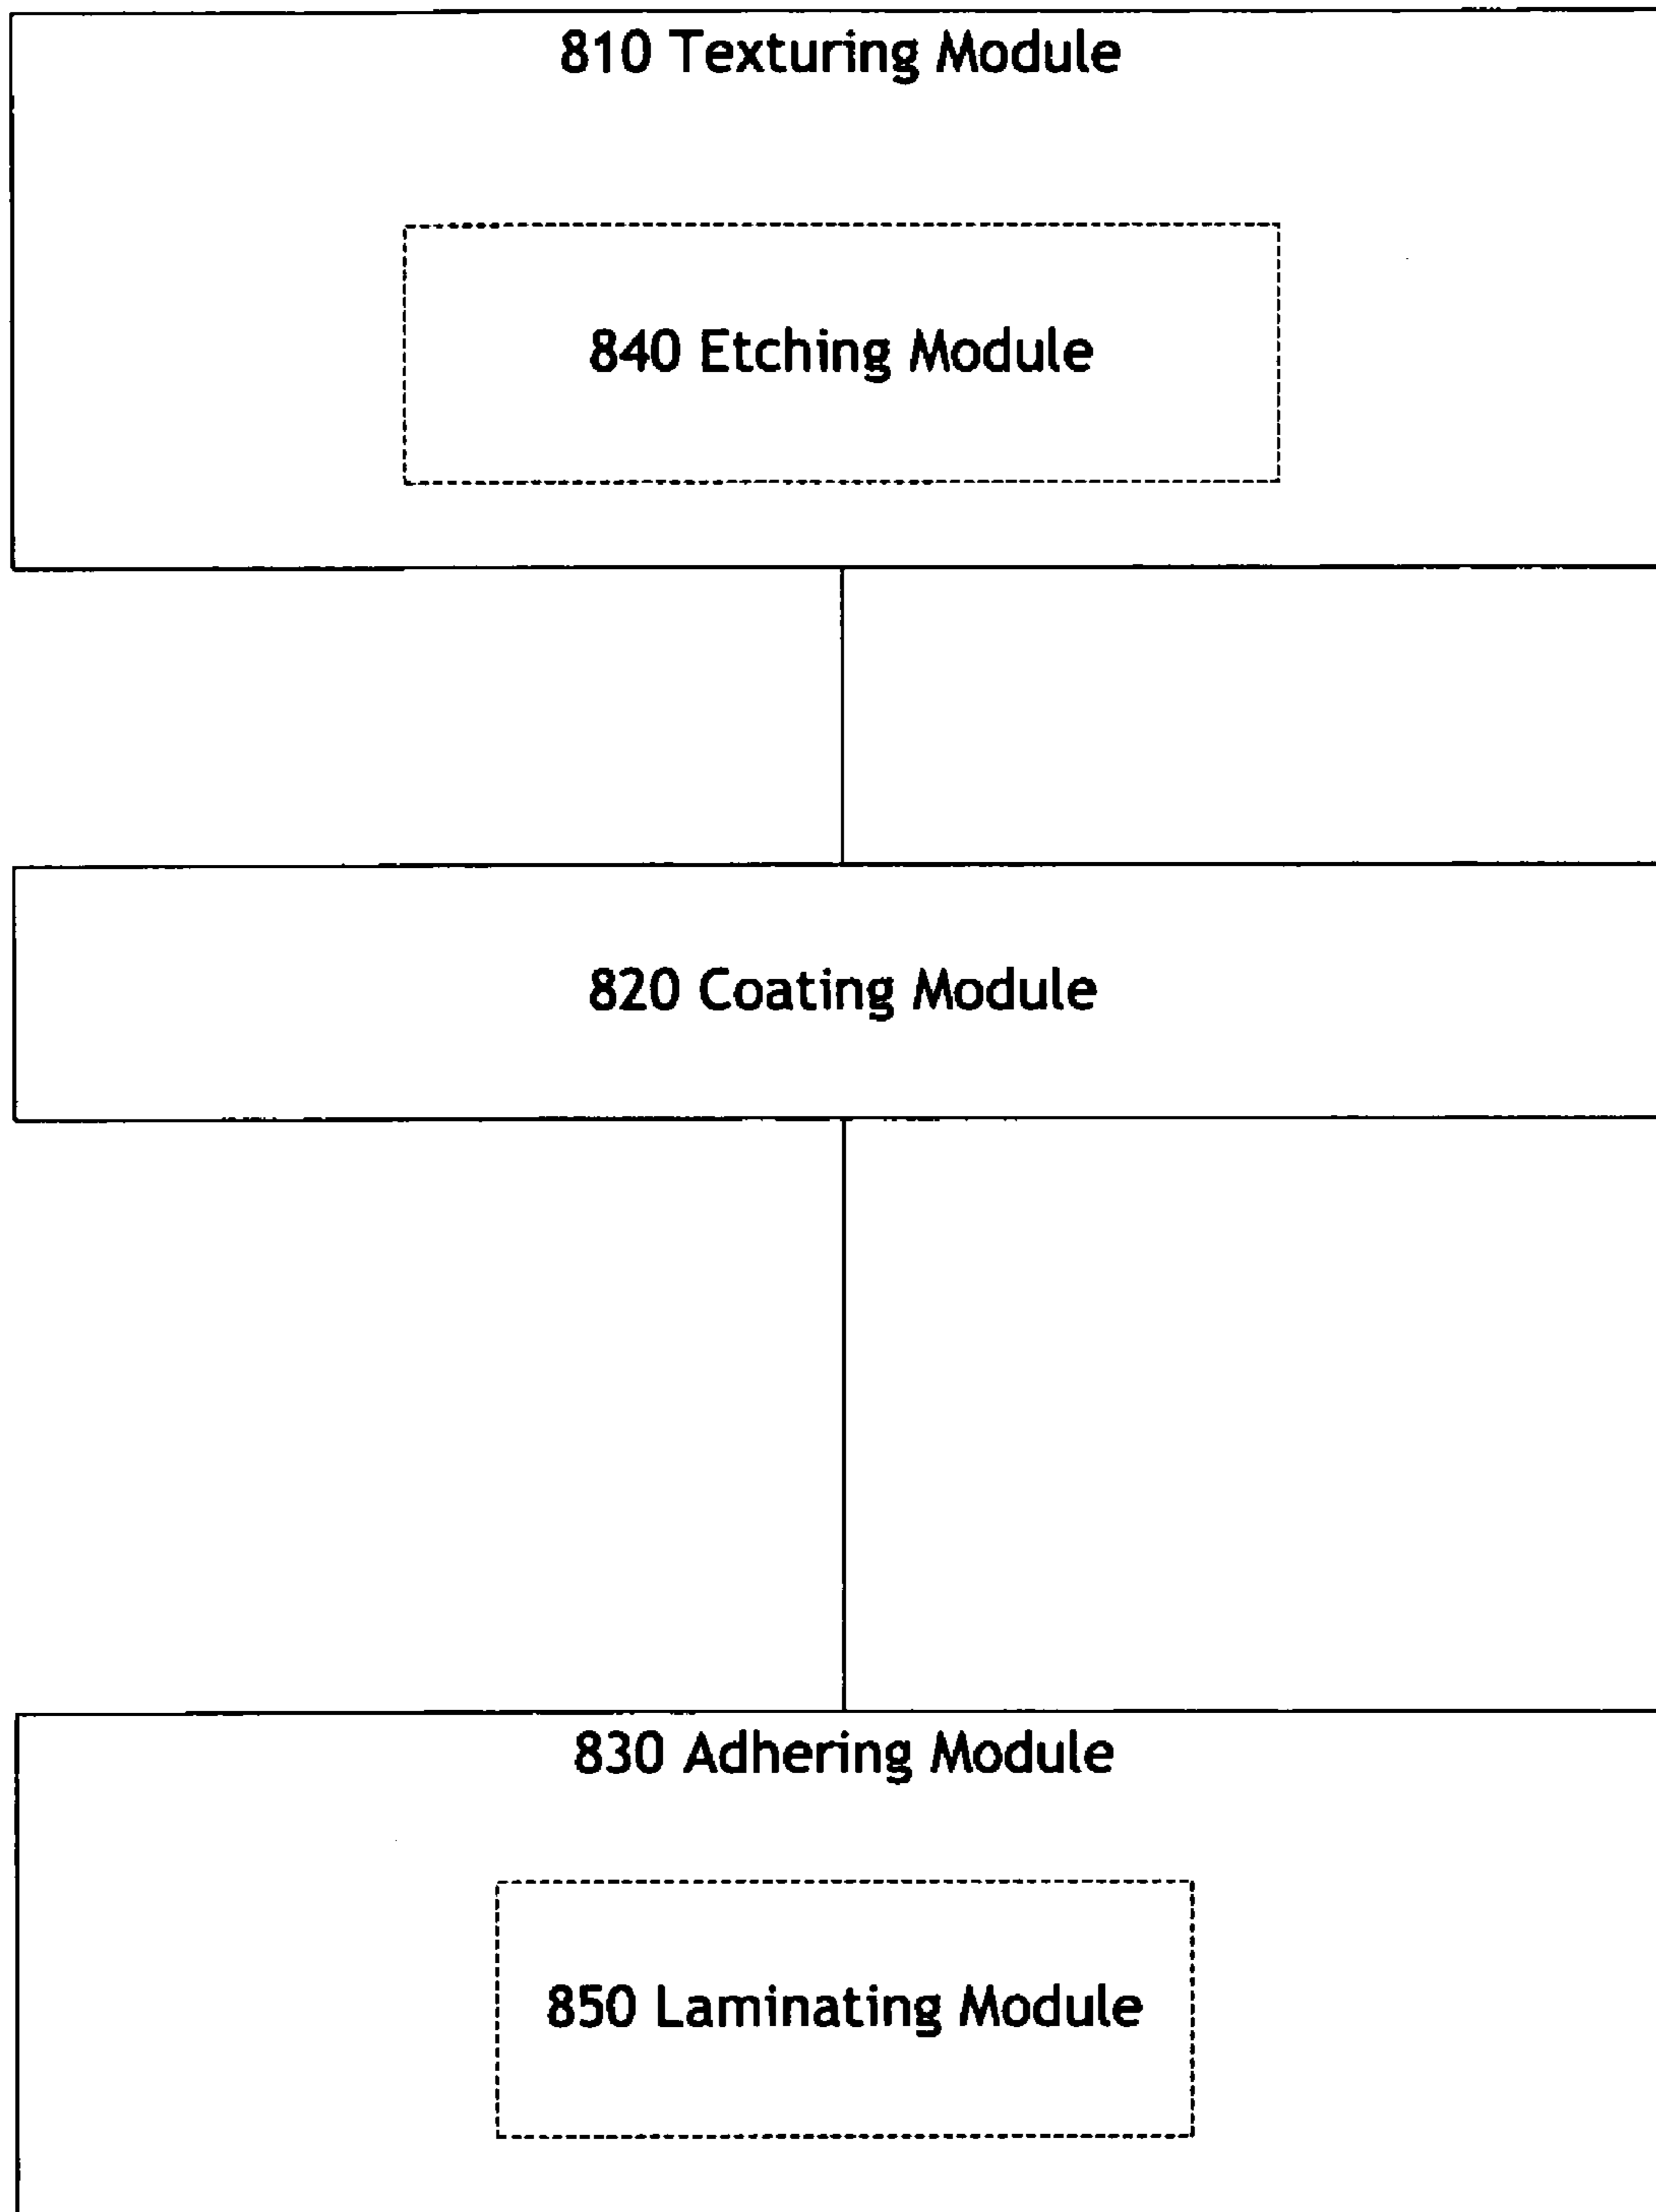 810 Texturing Module
840 Etching Module
820 Coating Module
830 Adhering Module
850 Laminating Module